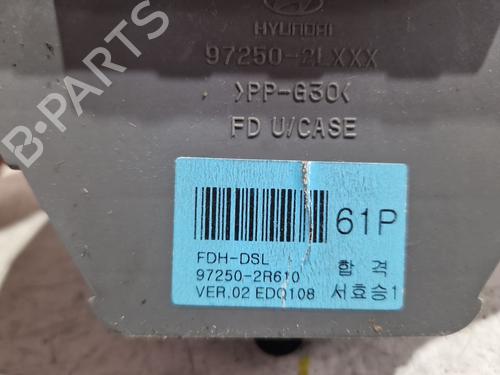 HYUNDAI
97250-2LXXX
>PP-G30<
FD U/CASE
61P
FDH-DSL
97250-2R610
합 격
VER.02 EDQ108 서효승1
B-PARTS